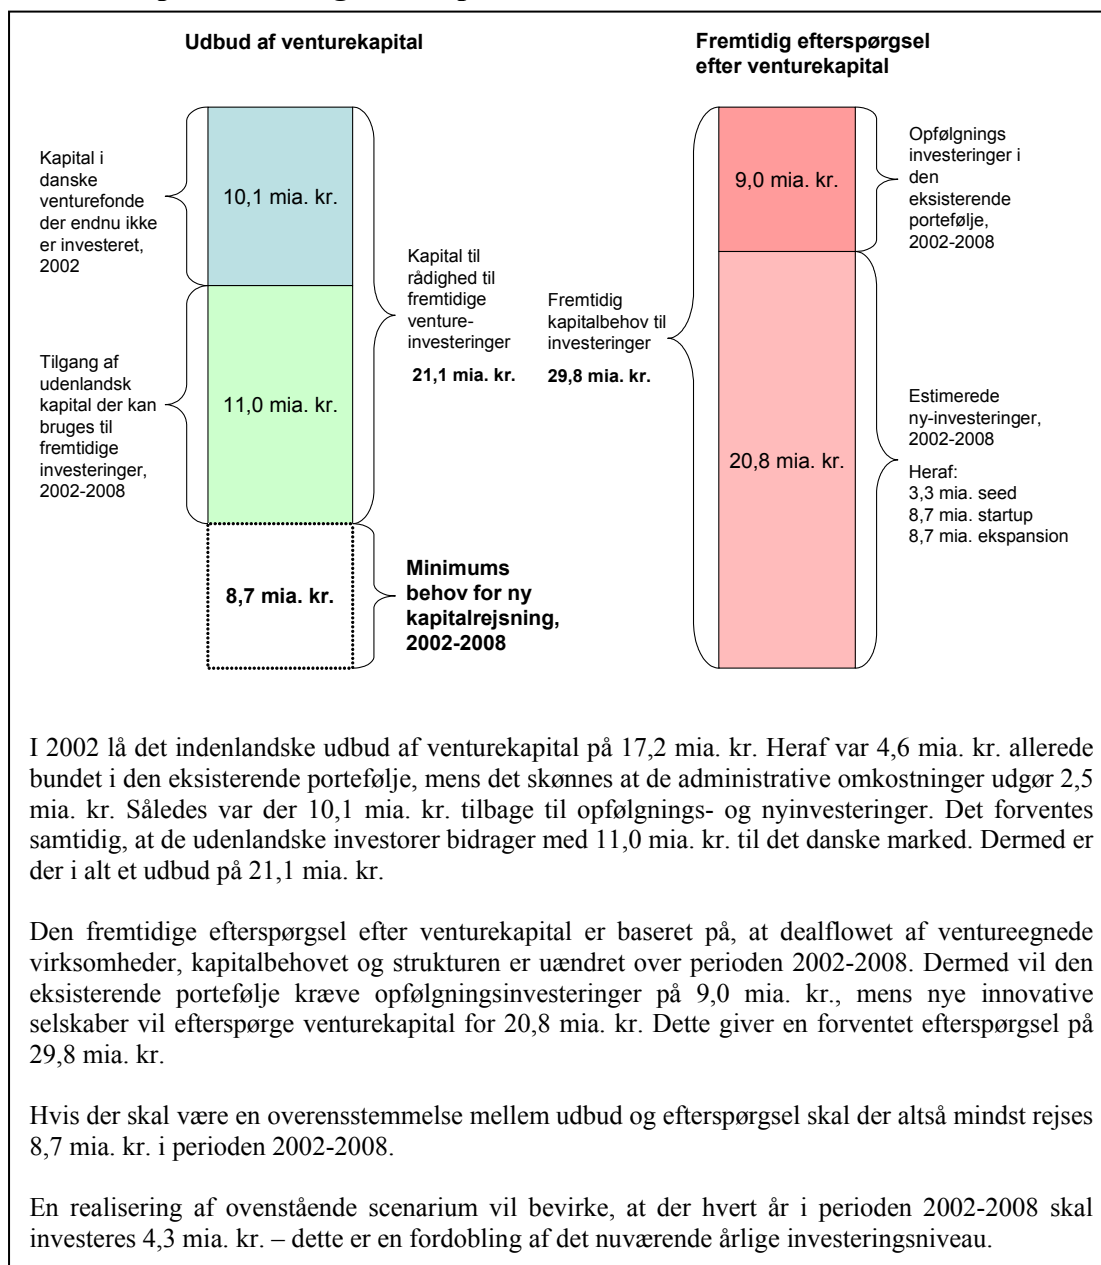 Udbud af venturekapital
Kapital i
danske
venturefonde
der endnu ikke
er investeret,
2002
10,1 mia. kr.
Tilgang af
udenlandsk
kapital der kan
bruges til
fremtidige
investeringer,
2002-2008
11,0 mia. kr.
Kapital til
rådighed til
fremtidige
venture-
investeringer
21,1 mia. kr.
8,7 mia. kr.
Minimums
behov for ny
kapitalrejsning,
2002-2008
Fremtidig efterspørgsel
efter venturekapital
Fremtidig
kapitalbehov til
investeringer
29,8 mia. kr.
9,0 mia. kr.
Opfølgnings
investeringer i
den
eksisterende
portefølje,
2002-2008
20,8 mia. kr.
Estimerede
ny-investeringer,
2002-2008
Heraf:
3,3 mia. seed
8,7 mia. startup
8,7 mia. ekspansion
I 2002 lå det indenlandske udbud af venturekapital på 17,2 mia. kr. Heraf var 4,6 mia. kr. allerede
bundet i den eksisterende portefølje, mens det skønnes at de administrative omkostninger udgør 2,5
mia. kr. Således var der 10,1 mia. kr. tilbage til opfølgnings- og nyinvesteringer. Det forventes
samtidig, at de udenlandske investorer bidrager med 11,0 mia. kr. til det danske marked. Dermed er
der i alt et udbud på 21,1 mia. kr.
Den fremtidige efterspørgsel efter venturekapital er baseret på, at dealflowet af ventureegnede
virksomheder, kapitalbehovet og strukturen er uændret over perioden 2002-2008. Dermed vil den
eksisterende portefølje kræve opfølgningsinvesteringer på 9,0 mia. kr., mens nye innovative
selskaber vil efterspørge venturekapital for 20,8 mia. kr. Dette giver en forventet efterspørgsel på
29,8 mia. kr.
Hvis der skal være en overensstemmelse mellem udbud og efterspørgsel skal der altså mindst rejses
8,7 mia. kr. i perioden 2002-2008.
En realisering af ovenstående scenarium vil bevirke, at der hvert år i perioden 2002-2008 skal
investeres 4,3 mia. kr. – dette er en fordobling af det nuværende årlige investeringsniveau.